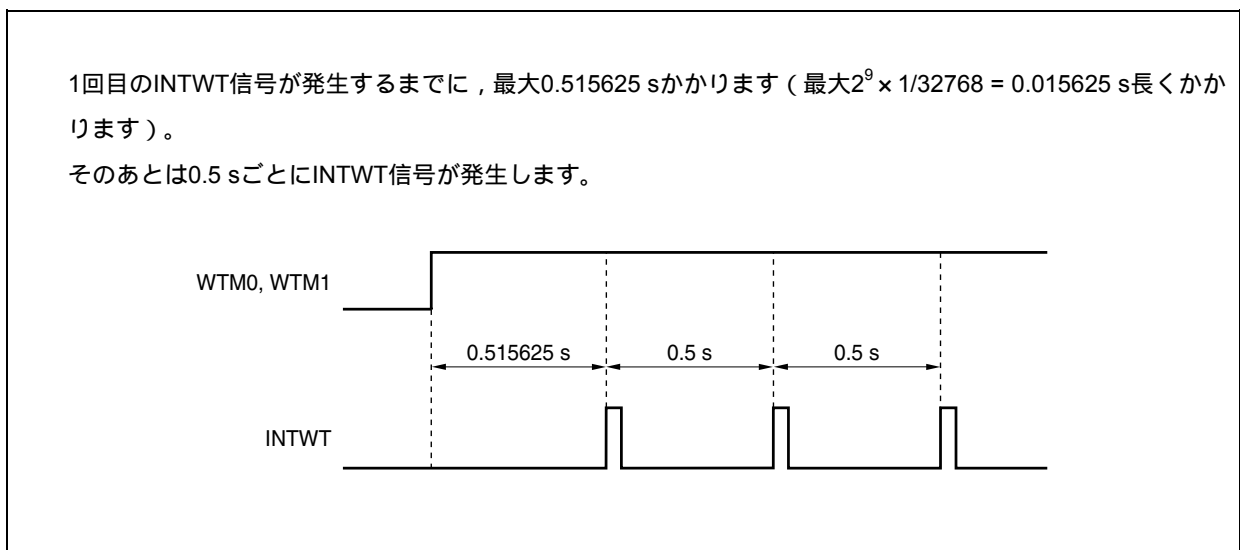 1回目のINTWT信号が発生するまでに，最大0.515625 sかかります（最大2⁹×1/32768 = 0.015625 s長くかか
ります）。
そのあとは0.5 sごとにINTWT信号が発生します。
WTM0, WTM1
0.515625 s 0.5 s 0.5 s
INTWT